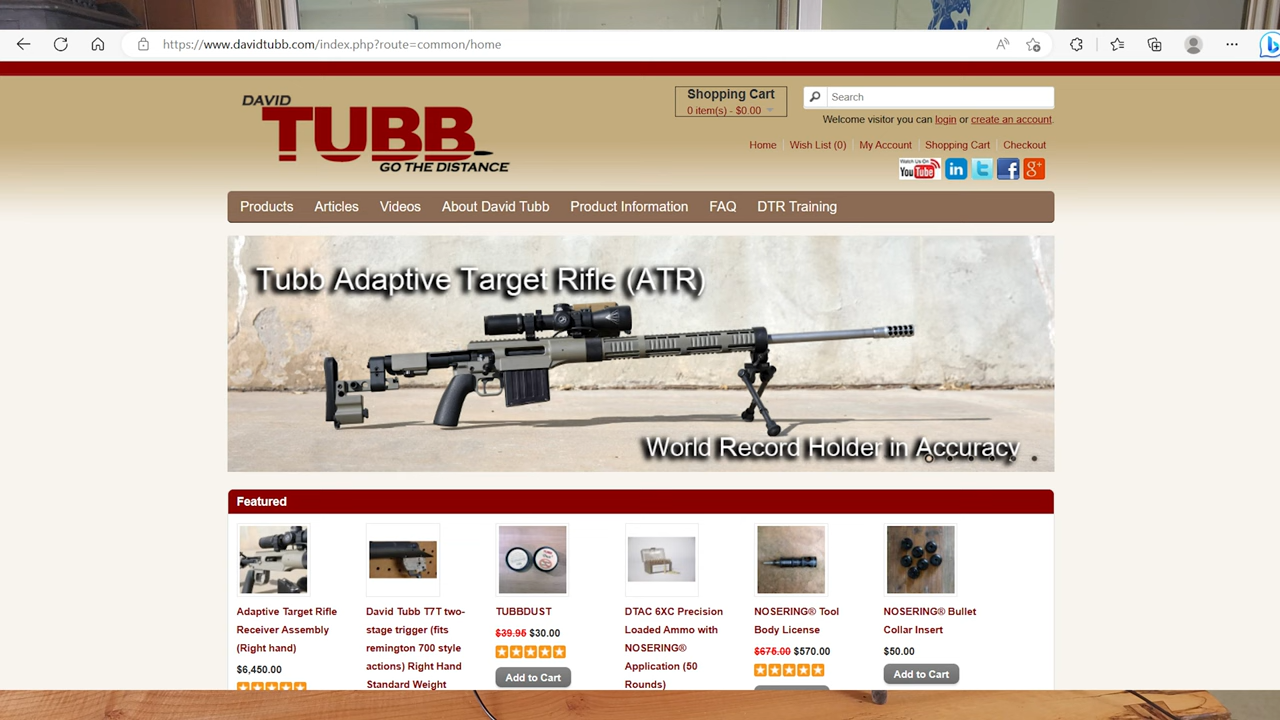 https://www.davidtubb.com/index.php?route=common/home
DAVID
TUBB
GO THE DISTANCE
Shopping Cart
0 item(s) - $0.00
Search
Welcome visitor you can login or create an account.
Home Wish List (0) My Account Shopping Cart Checkout
Watch Us On
YouTube
in
t
f
g+
Products Articles Videos About David Tubb Product Information FAQ DTR Training
Tubb Adaptive Target Rifle (ATR)
World Record Holder in Accuracy
Featured
Adaptive Target Rifle
Receiver Assembly
(Right hand)
$6,450.00
David Tubb T7T two-
stage trigger (fits
remington 700 style
actions) Right Hand
Standard Weight
TUBBDUST
$39.95 $30.00
Add to Cart
DTAC 6XC Precision
Loaded Ammo with
NOSERING®
Application (50
Rounds)
NOSERING® Tool
Body License
$675.00 $570.00
NOSERING® Bullet
Collar Insert
$50.00
Add to Cart